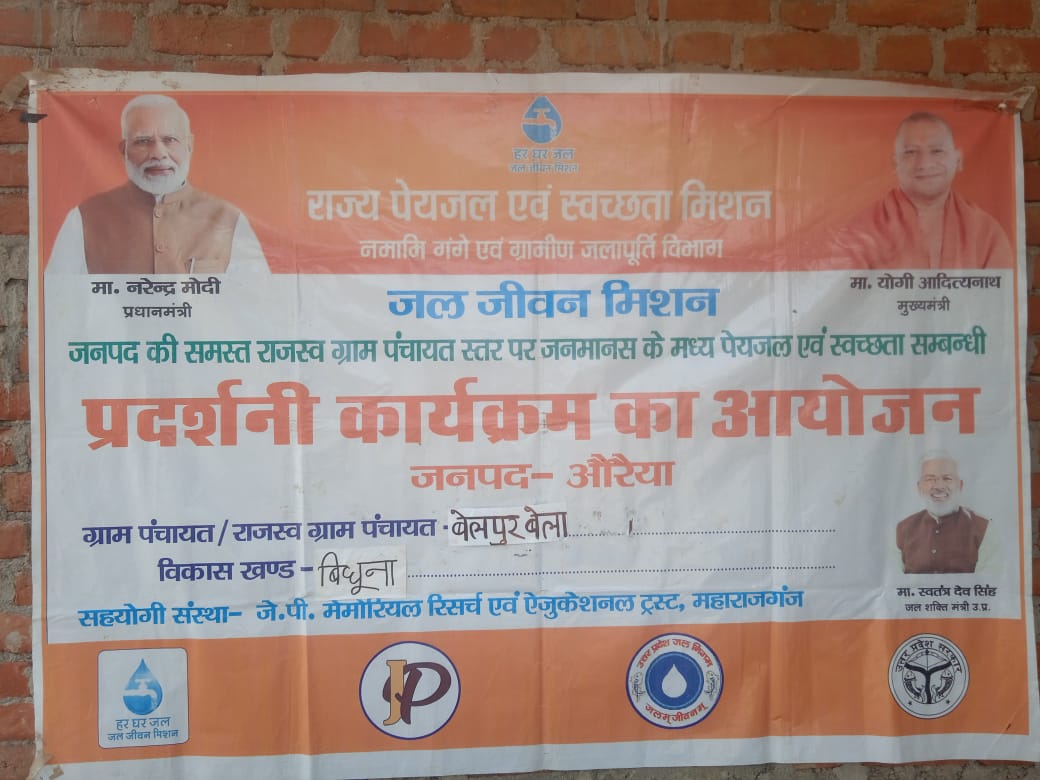 हर घर जल
जल जीवन मिशन
राज्य पेयजल एवं स्वच्छता मिशन
नमामि गंगे एवं ग्रामीण जलापूर्ति विभाग
मा. नरेन्द्र मोदी
प्रधानमंत्री
मा. योगी आदित्यनाथ
मुख्यमंत्री
जल जीवन मिशन
जनपद की समस्त राजस्व ग्राम पंचायत स्तर पर जनमानस के मध्य पेयजल एवं स्वच्छता सम्बन्धी
प्रदर्शनी कार्यक्रम का आयोजन
जनपद- औरैया
ग्राम पंचायत/राजस्व ग्राम पंचायत - बेलपुर बेला
विकास खण्ड - बिधूना
मा. स्वतंत्र देव सिंह
जल शक्ति मंत्री उ.प्र.
सहयोगी संस्था- जे.पी. मेमोरियल रिसर्च एवं ऐजुकेशनल ट्रस्ट, महाराजगंज
हर घर जल
जल जीवन मिशन
JP
उत्तर प्रदेश जल निगम
जलम् जीवनम्
उत्तर प्रदेश सरकार